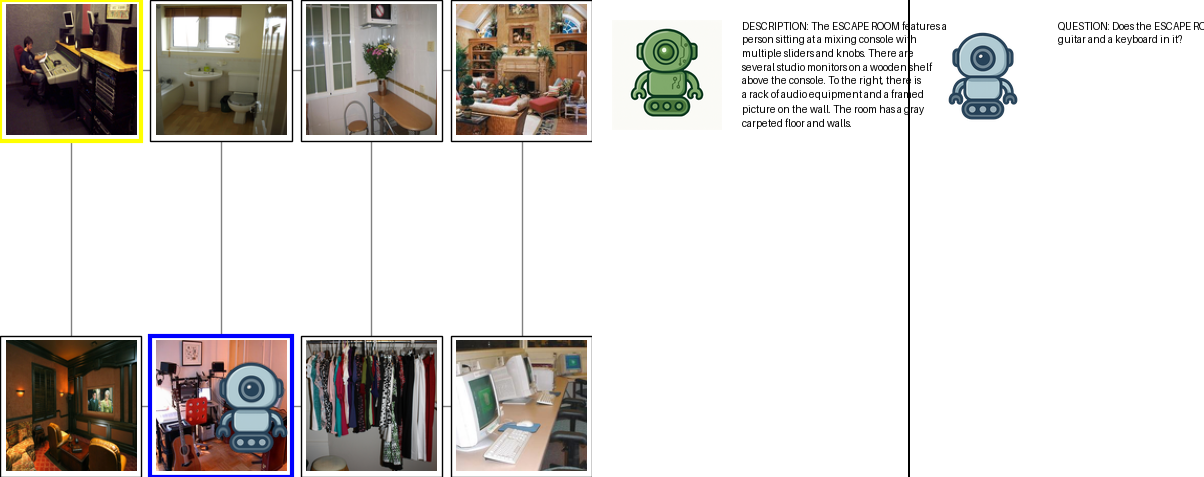 DESCRIPTION: The ESCAPE ROOM features a
person sitting at a mixing console with
multiple sliders and knobs. There are
several studio monitors on a wooden shelf
above the console. To the right, there is
a rack of audio equipment and a framed
picture on the wall. The room has a gray
carpeted floor and walls.
QUESTION: Does the ESCAPE
guitar and a keyboard in it?